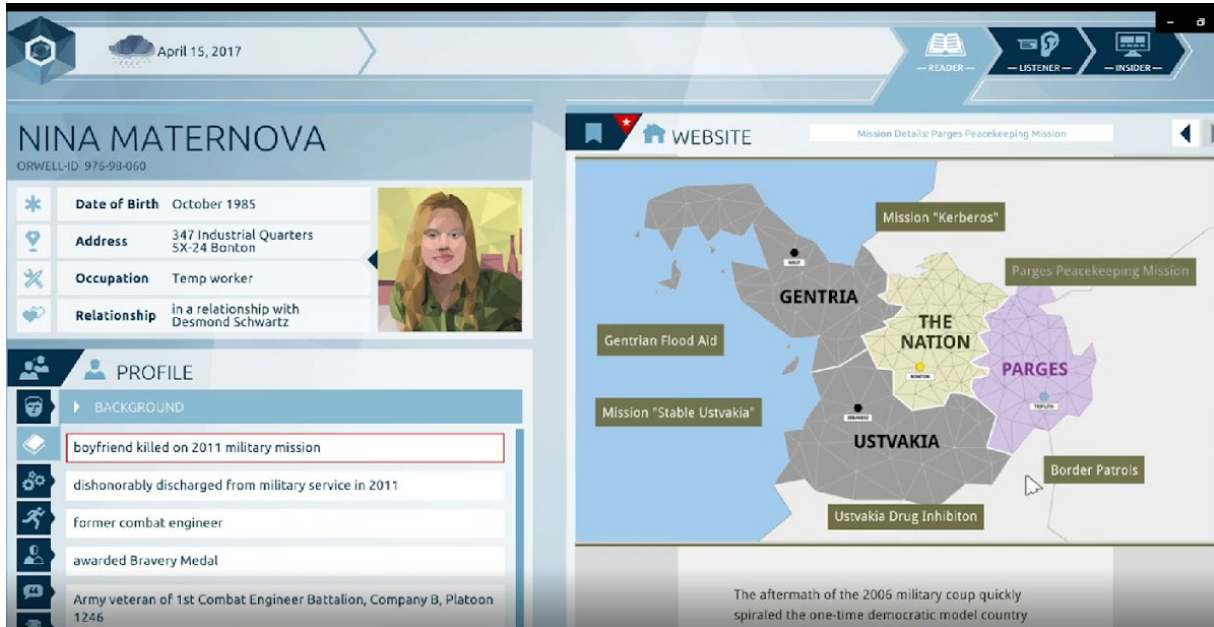 April 15, 2017
— READER —
— LISTENER —
— INSIDER —
NINA MATERNOVA
ORWELL-ID 976-98-060
Date of Birth October 1985
Address 347 Industrial Quarters
5X-24 Bonton
Occupation Temp worker
Relationship in a relationship with
Desmond Schwartz
PROFILE
BACKGROUND
boyfriend killed on 2011 military mission
dishonorably discharged from military service in 2011
former combat engineer
awarded Bravery Medal
Army veteran of 1st Combat Engineer Battalion, Company B, Platoon
1246
WEBSITE
Mission Details: Parges Peacekeeping Mission
Mission "Kerberos"
Parges Peacekeeping Mission
GENTRIA
THE
NATION
BONTON
Gentrian Flood Aid
PARGES
Mission "Stable Ustvakia"
USTVAKIA
Border Patrols
Ustvakia Drug Inhibiton
The aftermath of the 2006 military coup quickly
spiraled the one-time democratic model country